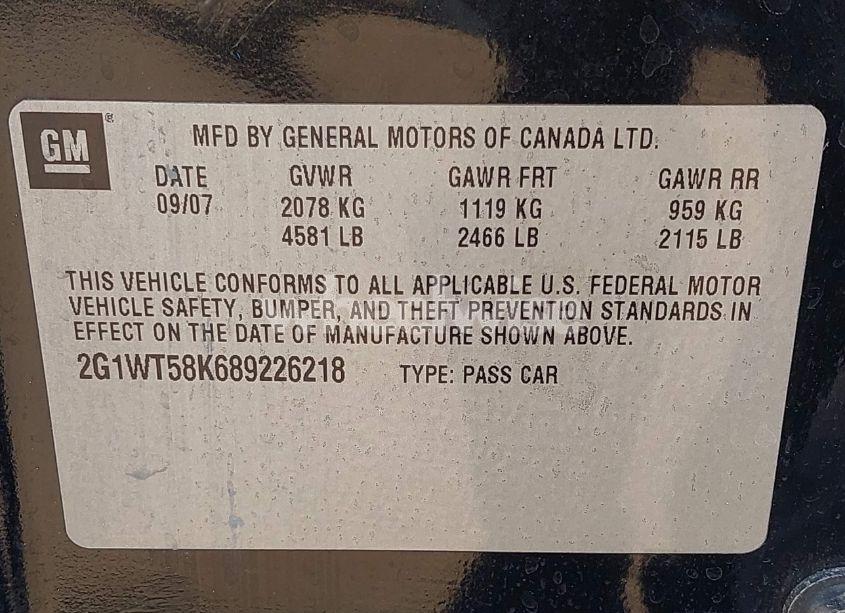 GM
MFD BY GENERAL MOTORS OF CANADA LTD.
DATE GVWR GAWR FRT GAWR RR
09/07 2078 KG 1119 KG 959 KG
4581 LB 2466 LB 2115 LB
THIS VEHICLE CONFORMS TO ALL APPLICABLE U.S. FEDERAL MOTOR
VEHICLE SAFETY, BUMPER, AND THEFT PREVENTION STANDARDS IN
EFFECT ON THE DATE OF MANUFACTURE SHOWN ABOVE.
2G1WT58K689226218 TYPE: PASS CAR